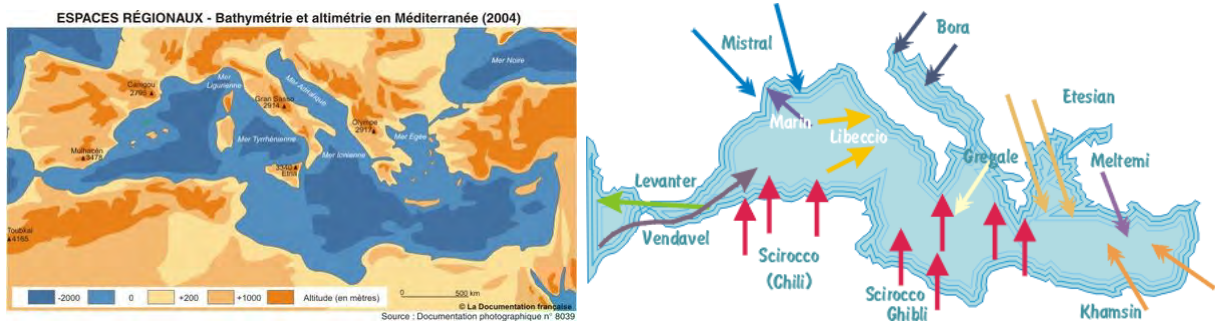 ESPACES RÉGIONAUX - Bathymétrie et altimétrie en Méditerranée (2004)
Mer Noire
Mer
Ligurienne
Mer Adriatique
Canigou
2785
Gran Sasso
2914
Olympe
2917
Mer Egée
Mer Tyrrhénienne
Mer Ionienne
Mulhacén
3478
3340
Etna
Toubkal
4165
-2000
0
+200
+1000
Altitude (en mètres)
0
500 km
© La Documentation française
Source : Documentation photographique n° 8039
Mistral
Bora
Etesian
Marin
Libeccio
Gregale
Meltemi
Levanter
Vendavel
Scirocco
(Chili)
Scirocco
Ghibli
Khamsin